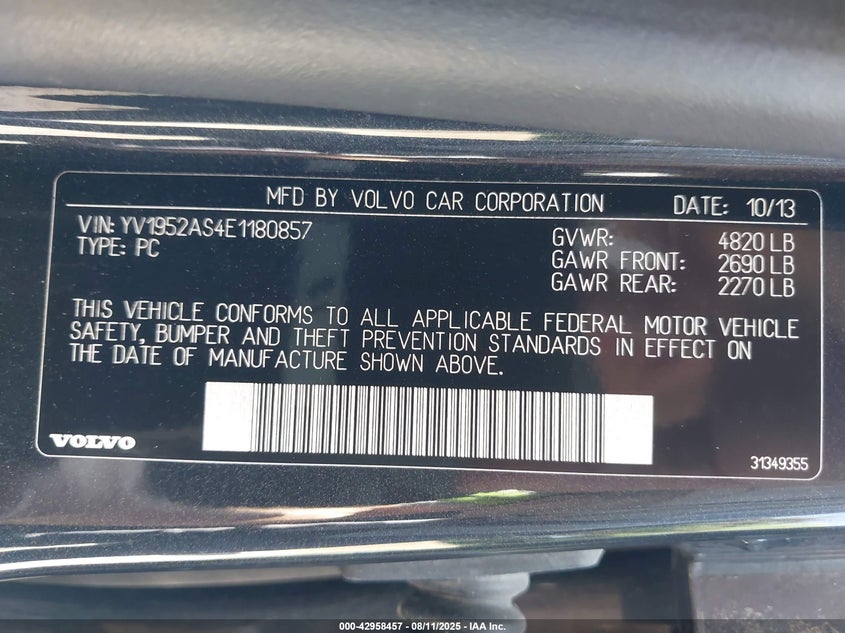 MFD BY VOLVO CAR CORPORATION DATE: 10/13
VIN: YV1952AS4E1180857
TYPE: PC
GVWR: 4820 LB
GAWR FRONT: 2690 LB
GAWR REAR: 2270 LB
THIS VEHICLE CONFORMS TO ALL APPLICABLE FEDERAL MOTOR VEHICLE
SAFETY, BUMPER AND THEFT PREVENTION STANDARDS IN EFFECT ON
THE DATE OF MANUFACTURE SHOWN ABOVE.
VOLVO
31349355
000-42958457 - 08/11/2025 - IAA Inc.